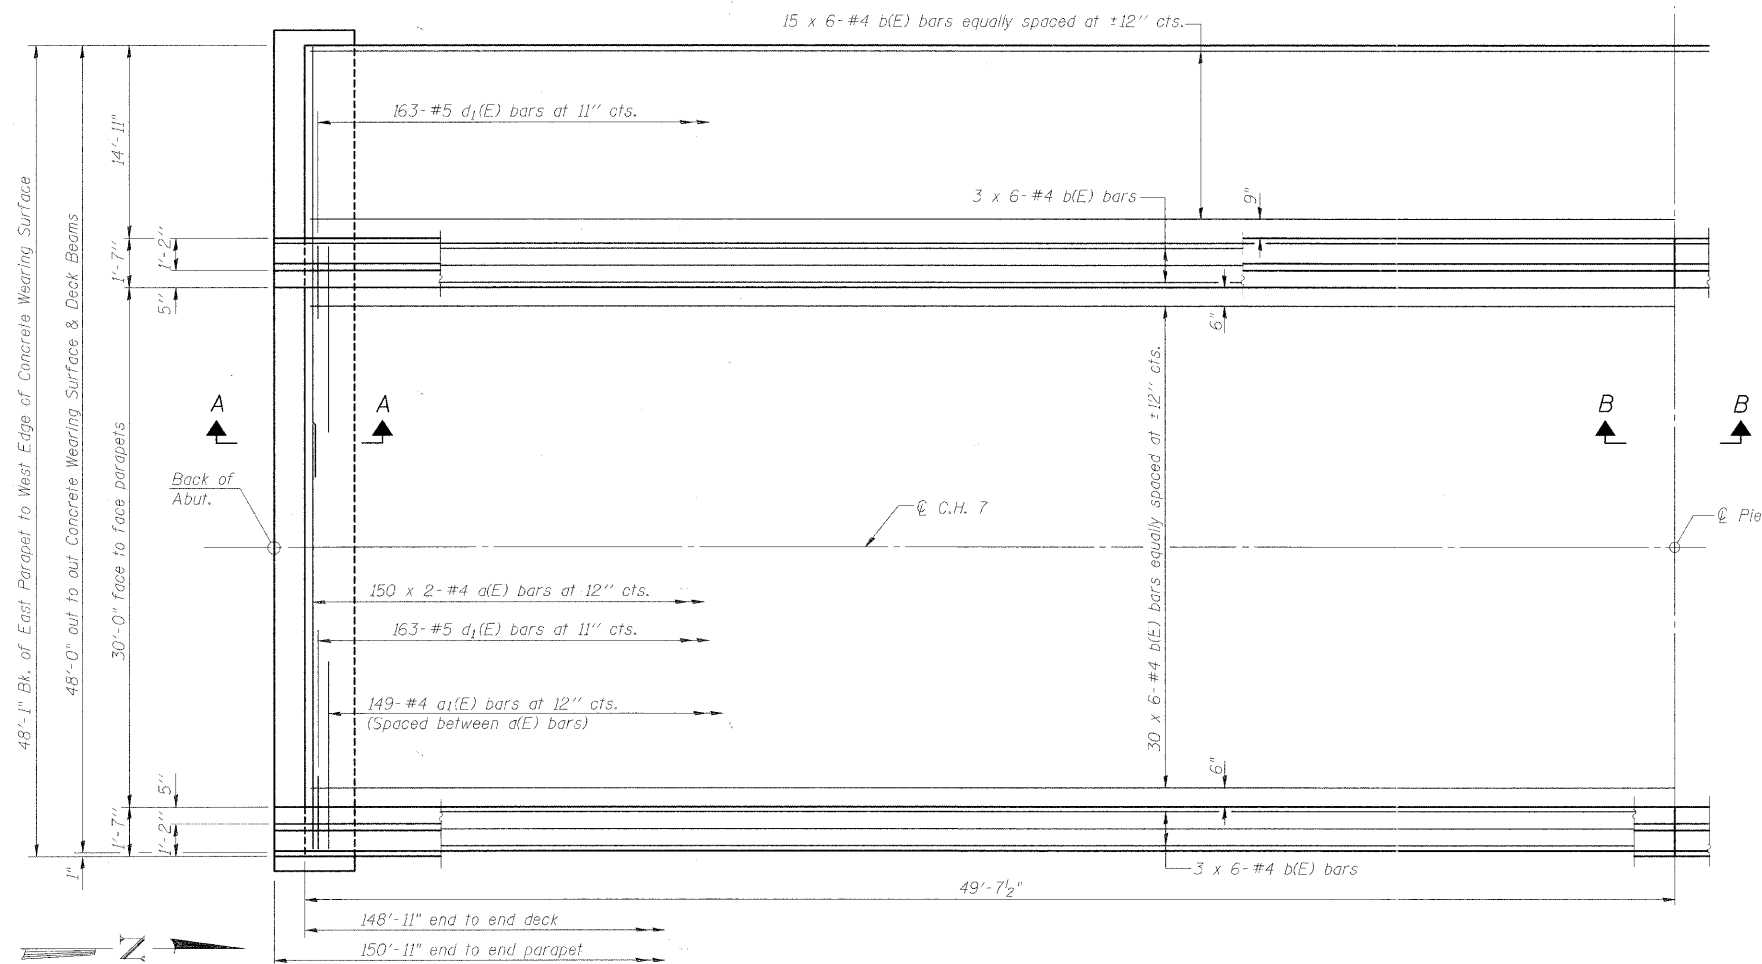 15 x 6-#4 b(E) bars equally spaced at ±12" cts.
163-#5 d1(E) bars at 11" cts.
3 x 6-#4 b(E) bars
9"
6"
14'-11"
1'-7"
1'-2"
5"
48'-1" Bk. of East Parapet to West Edge of Concrete Wearing Surface
48'-0" out to out Concrete Wearing Surface & Deck Beams
30'-0" face to face parapets
A
A
B
B
Back of
Abut.
℄ C.H. 7
℄ Pie
30 x 6-#4 b(E) bars equally spaced at ±12" cts.
150 x 2-#4 a(E) bars at 12" cts.
163-#5 d1(E) bars at 11" cts.
149-#4 a1(E) bars at 12" cts.
(Spaced between a(E) bars)
6"
5"
1'-7"
1'-2"
1"
3 x 6-#4 b(E) bars
49'-7½"
148'-11" end to end deck
150'-11" end to end parapet
Z